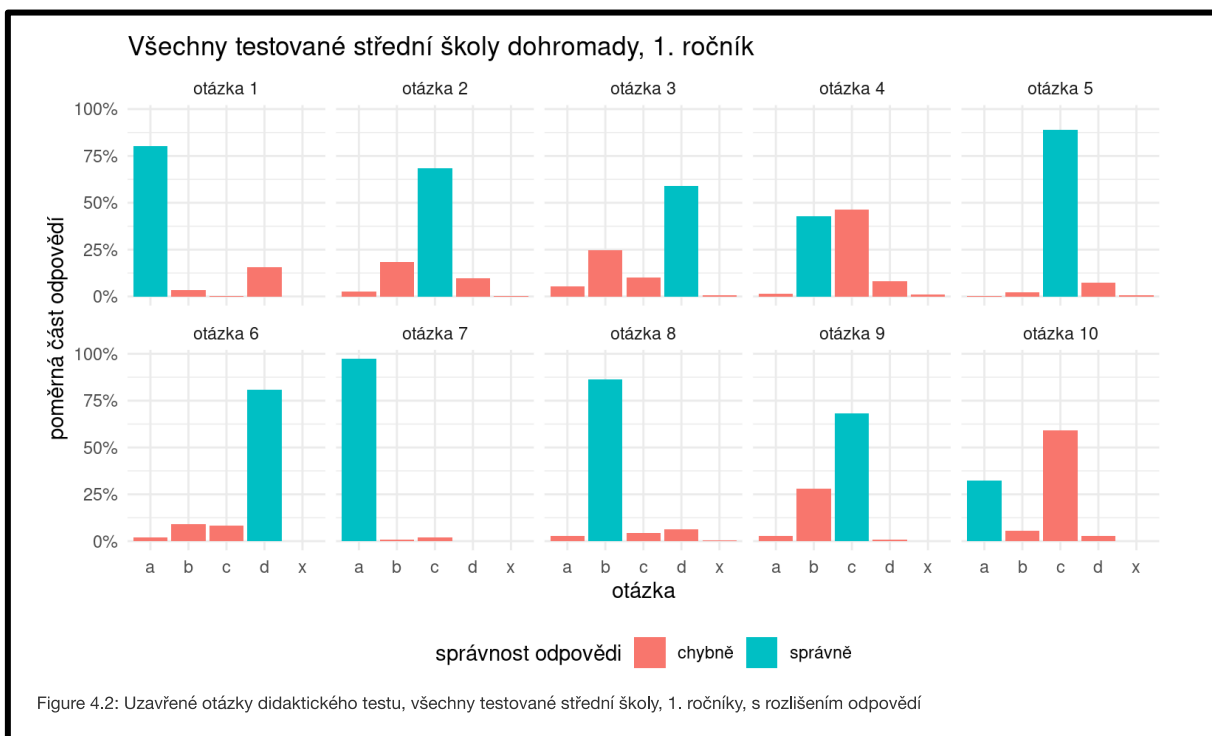 Všechny testované střední školy dohromady, 1. ročník
otázka 1 otázka 2 otázka 3 otázka 4 otázka 5
100%
75%
50%
25%
0%
otázka 6 otázka 7 otázka 8 otázka 9 otázka 10
100%
75%
50%
25%
0%
a b c d x a b c d x a b c d x a b c d x a b c d x
poměrná část odpovědí
otázka
správnost odpovědi chybně správně
Figure 4.2: Uzavřené otázky didaktického testu, všechny testované střední školy, 1. ročníky, s rozlišením odpovědí